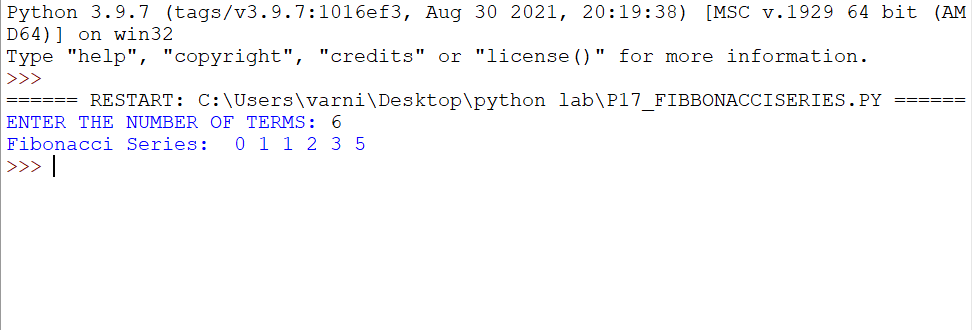 Python 3.9.7 (tags/v3.9.7:1016ef3, Aug 30 2021, 20:19:38) [MSC v.1929 64 bit (AM
D64)] on win32
Type "help", "copyright", "credits" or "license()" for more information.
>>>
====== RESTART: C:\Users\varni\Desktop\python lab\P17_FIBBONACCISERIES.PY ======
ENTER THE NUMBER OF TERMS: 6
Fibonacci Series:  0 1 1 2 3 5
>>>